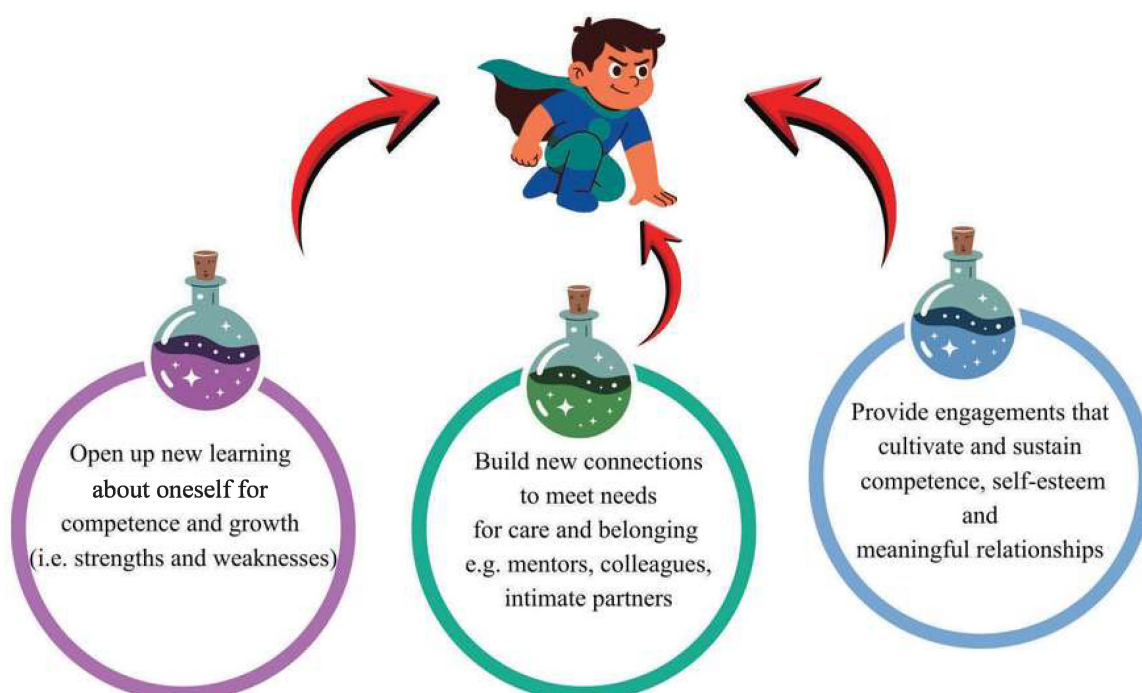 Open up new learning
about oneself for
competence and growth
(i.e. strengths and weaknesses)
Build new connections
to meet needs
for care and belonging
e.g. mentors, colleagues,
intimate partners
Provide engagements that
cultivate and sustain
competence, self-esteem
and
meaningful relationships